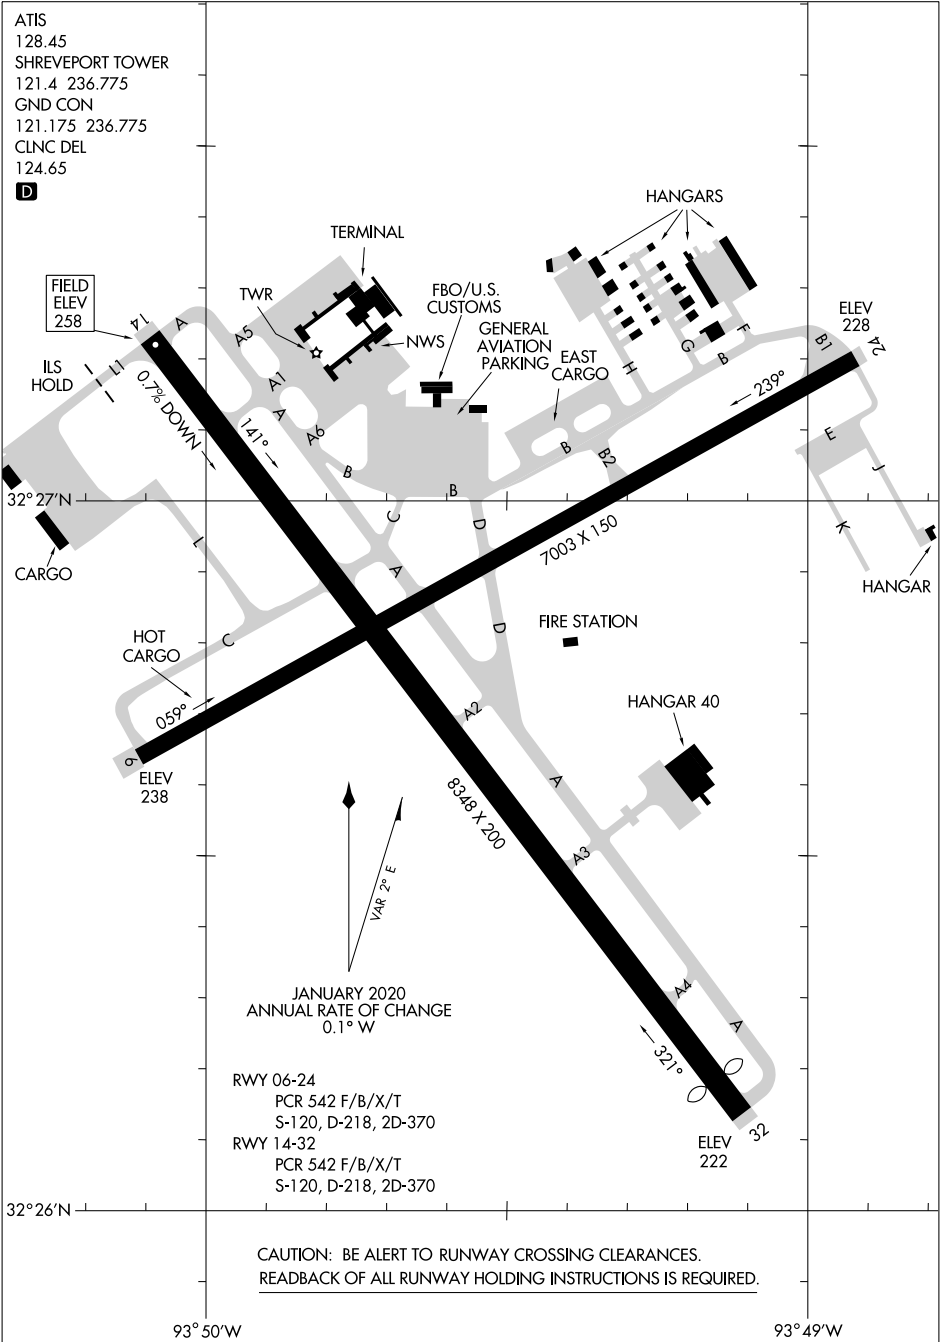 ATIS
128.45
SHREVEPORT TOWER
121.4 236.775
GND CON
121.175 236.775
CLNC DEL
124.65
D
HANGARS
TERMINAL
FIELD
ELEV
258
TWR
FBO/U.S.
CUSTOMS
NWS
GENERAL
AVIATION
PARKING
EAST
CARGO
ELEV
228
14
A
A5
24
B1
F
G
B
H
ILS
HOLD
L1
A1
A
A6
0.7% DOWN
141°
239°
E
J
K
B
B2
B
B
32°27'N
C
D
L
A
7003 X 150
CARGO
HANGAR
HOT
CARGO
C
D
FIRE STATION
059°
A2
HANGAR 40
6
ELEV
238
A
8348 X 200
A3
VAR 2° E
JANUARY 2020
ANNUAL RATE OF CHANGE
0.1° W
A4
A
321°
RWY 06-24
PCR 542 F/B/X/T
S-120, D-218, 2D-370
RWY 14-32
PCR 542 F/B/X/T
S-120, D-218, 2D-370
32
ELEV
222
32°26'N
CAUTION: BE ALERT TO RUNWAY CROSSING CLEARANCES.
READBACK OF ALL RUNWAY HOLDING INSTRUCTIONS IS REQUIRED.
93°50'W
93°49'W